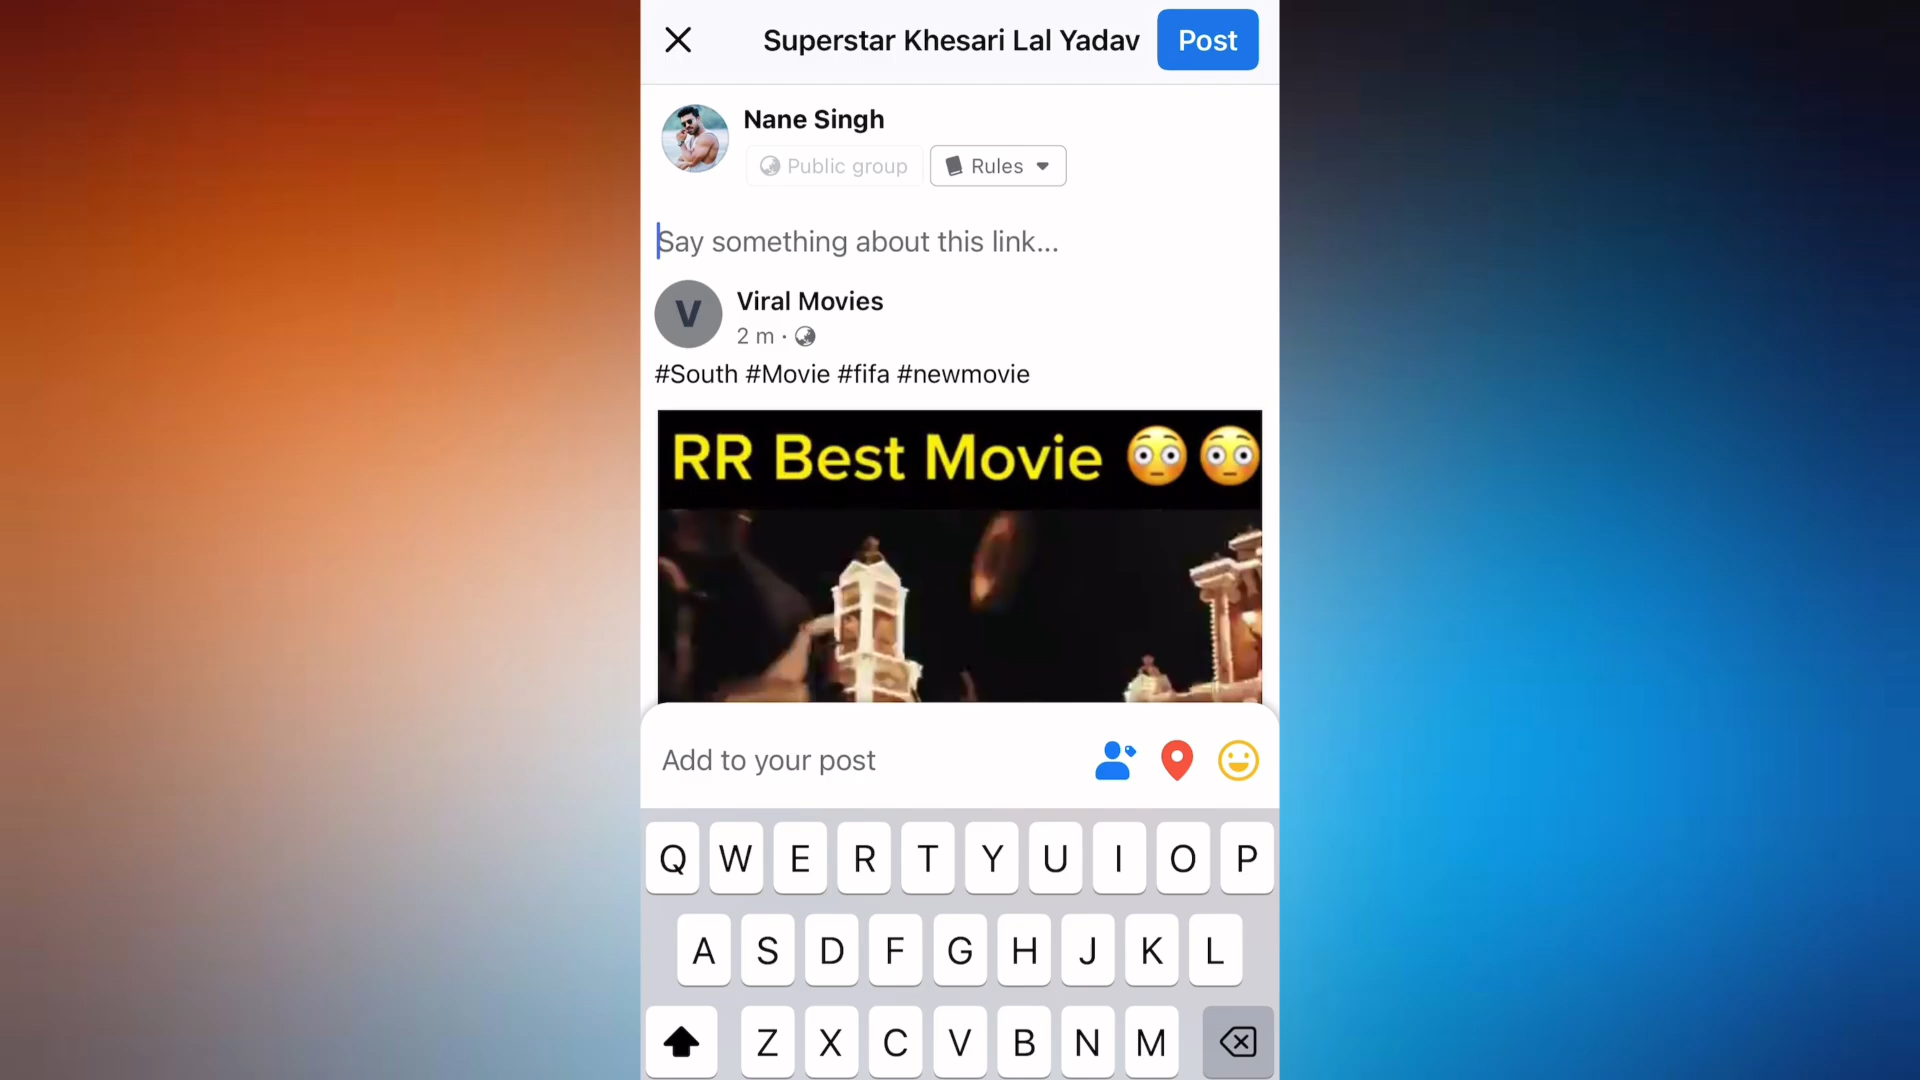 Superstar Khesari Lal Yadav Post
Nane Singh
Public group Rules
Say something about this link...
V Viral Movies
2 m ·
#South #Movie #fifa #newmovie
RR Best Movie 😳😳
Add to your post
Q W E R T Y U I O P
A S D F G H J K L
Z X C V B N M